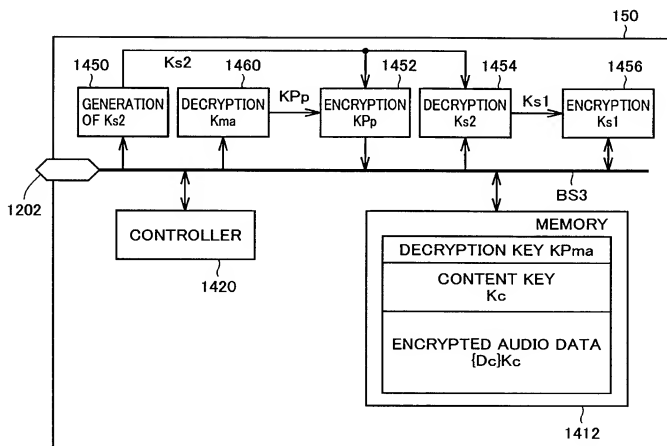 150
1450
Ks2
1460
1452
1454
1456
GENERATION
OF Ks2
DECRYPTION
Kma
KPp
ENCRYPTION
KPp
DECRYPTION
Ks2
Ks1
ENCRYPTION
Ks1
1202
BS3
CONTROLLER
1420
MEMORY
DECRYPTION KEY KPma
CONTENT KEY
Kc
ENCRYPTED AUDIO DATA
{Dc}Kc
1412